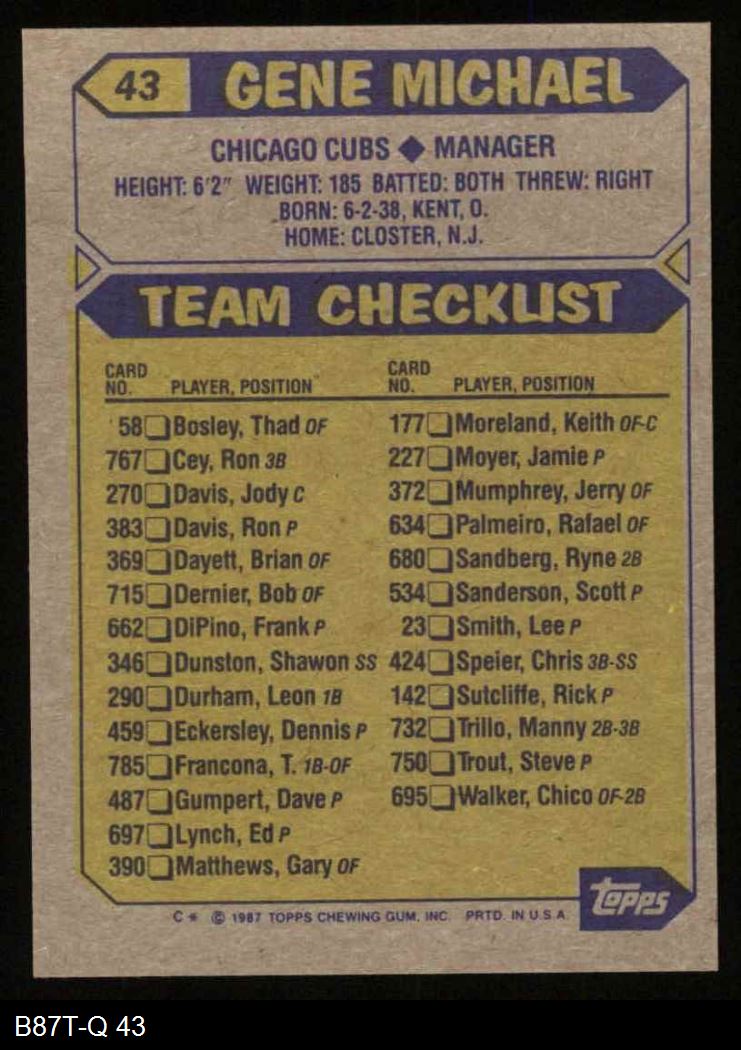 43 GENE MICHAEL
CHICAGO CUBS ◆ MANAGER
HEIGHT: 6'2" WEIGHT: 185 BATTED: BOTH THREW: RIGHT
BORN: 6-2-38, KENT, O.
HOME: CLOSTER, N.J.
TEAM CHECKLIST
CARD
NO. PLAYER, POSITION
58 Bosley, Thad OF
767 Cey, Ron 3B
270 Davis, Jody C
383 Davis, Ron P
369 Dayett, Brian OF
715 Dernier, Bob OF
662 DiPino, Frank P
346 Dunston, Shawon SS
290 Durham, Leon 1B
459 Eckersley, Dennis P
785 Francona, T. 1B-OF
487 Gumpert, Dave P
697 Lynch, Ed P
390 Matthews, Gary OF
CARD
NO. PLAYER, POSITION
177 Moreland, Keith OF-C
227 Moyer, Jamie P
372 Mumphrey, Jerry OF
634 Palmeiro, Rafael OF
680 Sandberg, Ryne 2B
534 Sanderson, Scott P
23 Smith, Lee P
424 Speier, Chris 3B-SS
142 Sutcliffe, Rick P
732 Trillo, Manny 2B-3B
750 Trout, Steve P
695 Walker, Chico OF-2B
topps
C* © 1987 TOPPS CHEWING GUM, INC. PRTD. IN U.S.A.
B87T-Q 43